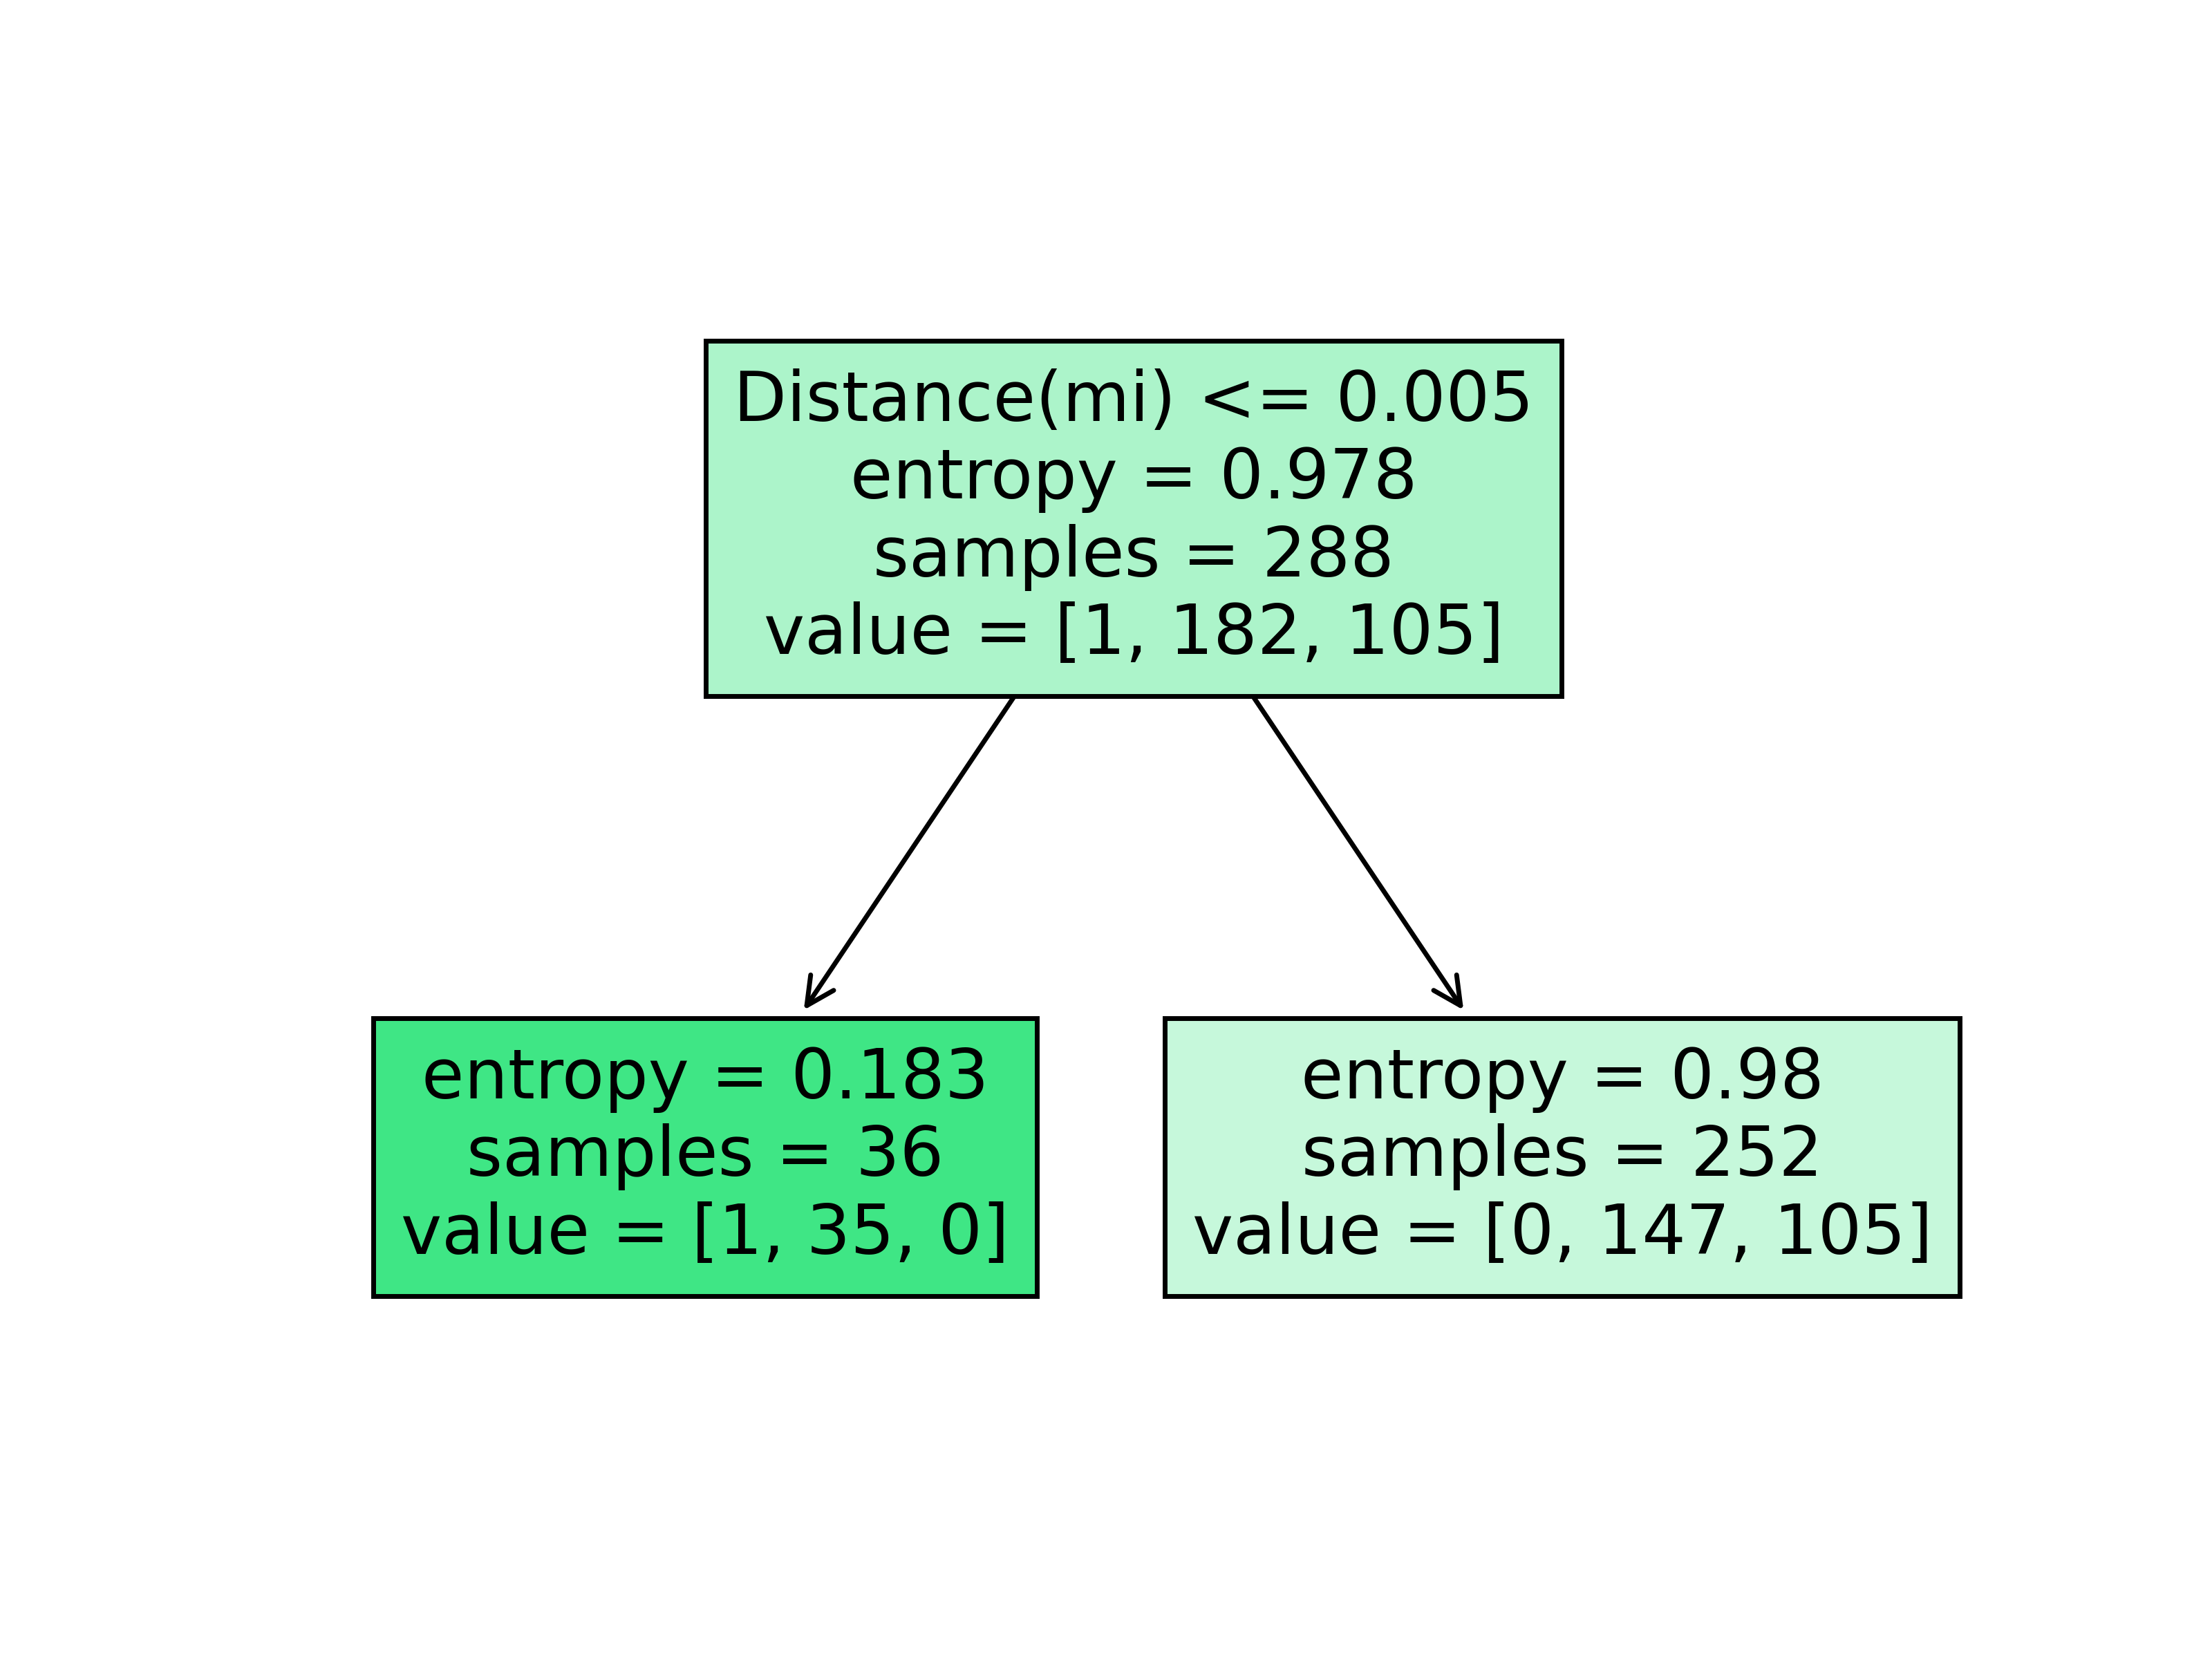 Distance(mi) <= 0.005
entropy = 0.978
samples = 288
value = [1, 182, 105]
entropy = 0.183
samples = 36
value = [1, 35, 0]
entropy = 0.98
samples = 252
value = [0, 147, 105]